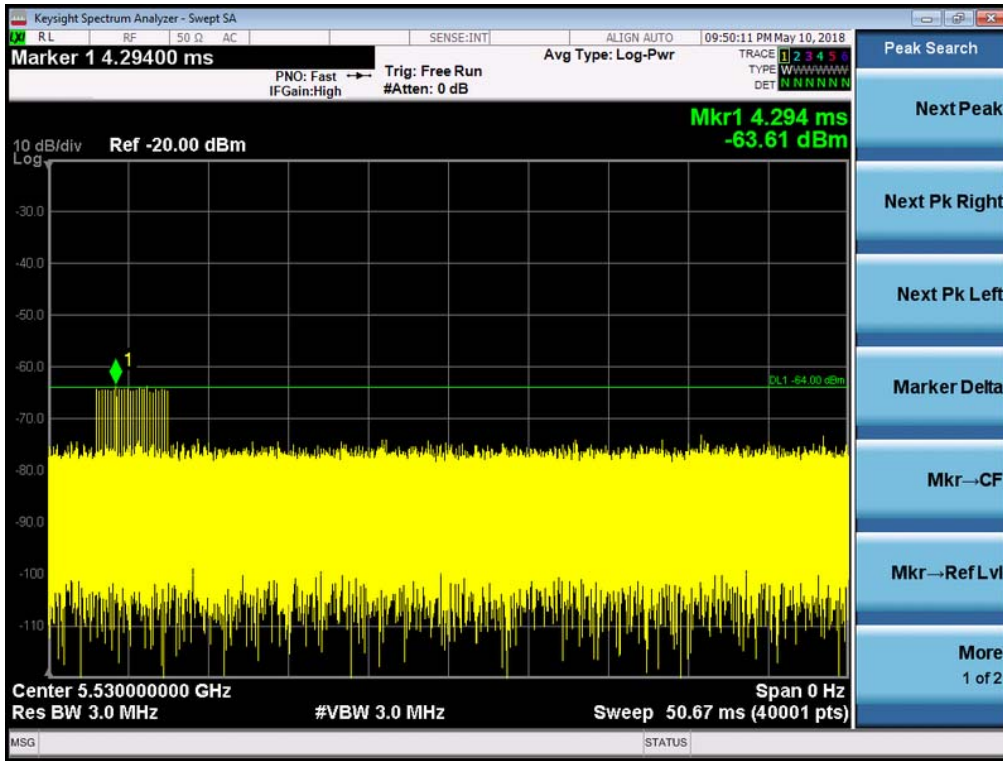 Keysight Spectrum Analyzer - Swept SA
LXI RL RF 50 Ω AC SENSE:INT ALIGN AUTO 09:50:11 PM May 10, 2018
Marker 1 4.29400 ms
PNO: Fast
IFGain:High
Trig: Free Run
#Atten: 0 dB
Avg Type: Log-Pwr
TRACE 1 2 3 4 5 6
TYPE WWWWWW
DET N N N N N N
Mkr1 4.294 ms
-63.61 dBm
10 dB/div Ref -20.00 dBm
Log
-30.0
-40.0
-50.0
-60.0
-70.0
-80.0
-90.0
-100
-110
1
DL1 -64.00 dBm
Center 5.530000000 GHz Span 0 Hz
Res BW 3.0 MHz #VBW 3.0 MHz Sweep 50.67 ms (40001 pts)
MSG STATUS
Peak Search
Next Peak
Next Pk Right
Next Pk Left
Marker Delta
Mkr→CF
Mkr→Ref Lvl
More
1 of 2